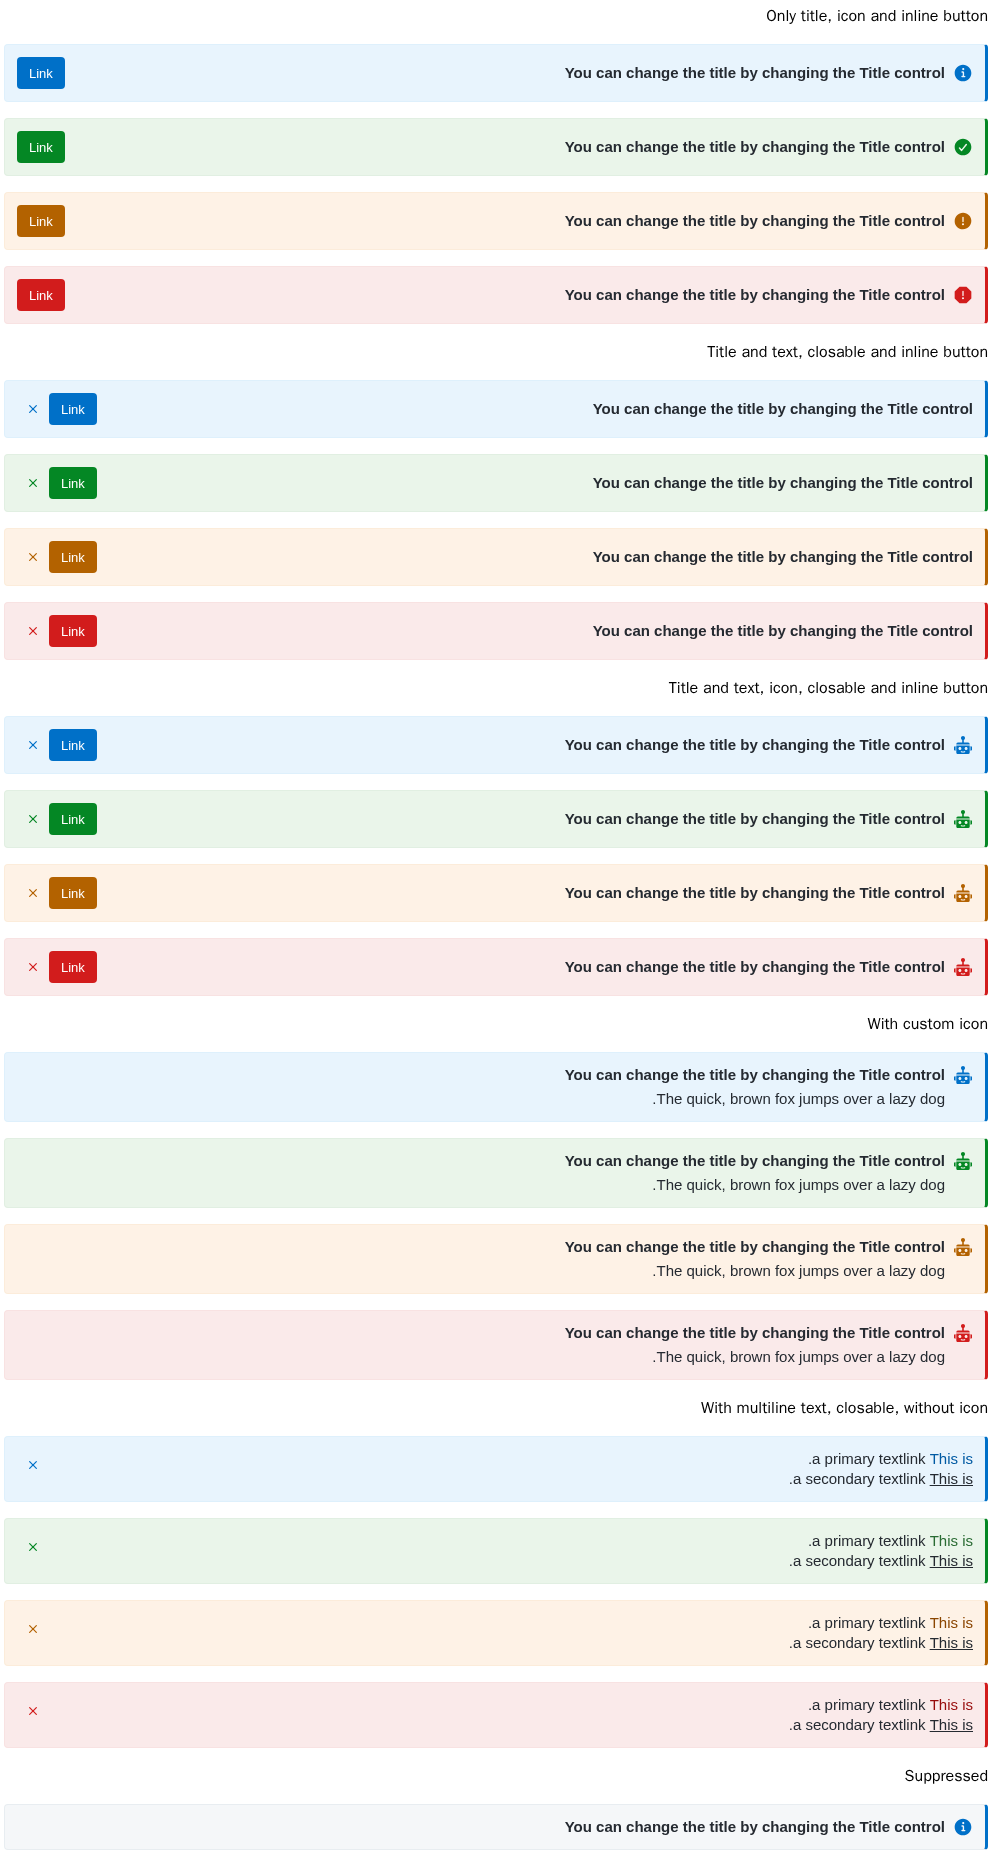 Only title, icon and inline button
You can change the title by changing the Title control
Link
You can change the title by changing the Title control
Link
You can change the title by changing the Title control
Link
You can change the title by changing the Title control
Link
Title and text, closable and inline button
You can change the title by changing the Title control
Link
You can change the title by changing the Title control
Link
You can change the title by changing the Title control
Link
You can change the title by changing the Title control
Link
Title and text, icon, closable and inline button
You can change the title by changing the Title control
Link
You can change the title by changing the Title control
Link
You can change the title by changing the Title control
Link
You can change the title by changing the Title control
Link
With custom icon
You can change the title by changing the Title control
.The quick, brown fox jumps over a lazy dog
You can change the title by changing the Title control
.The quick, brown fox jumps over a lazy dog
You can change the title by changing the Title control
.The quick, brown fox jumps over a lazy dog
You can change the title by changing the Title control
.The quick, brown fox jumps over a lazy dog
With multiline text, closable, without icon
.a primary textlink This is
.a secondary textlink This is
.a primary textlink This is
.a secondary textlink This is
.a primary textlink This is
.a secondary textlink This is
.a primary textlink This is
.a secondary textlink This is
Suppressed
You can change the title by changing the Title control